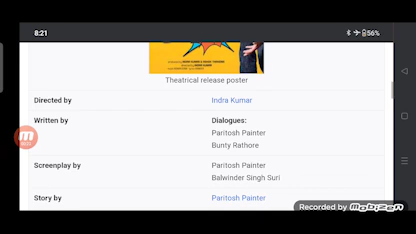 8:21
56%
Theatrical release poster
Directed by
Indra Kumar
Written by
Dialogues:
Paritosh Painter
Bunty Rathore
Screenplay by
Paritosh Painter
Balwinder Singh Suri
Story by
Paritosh Painter
Recorded by Mobizen